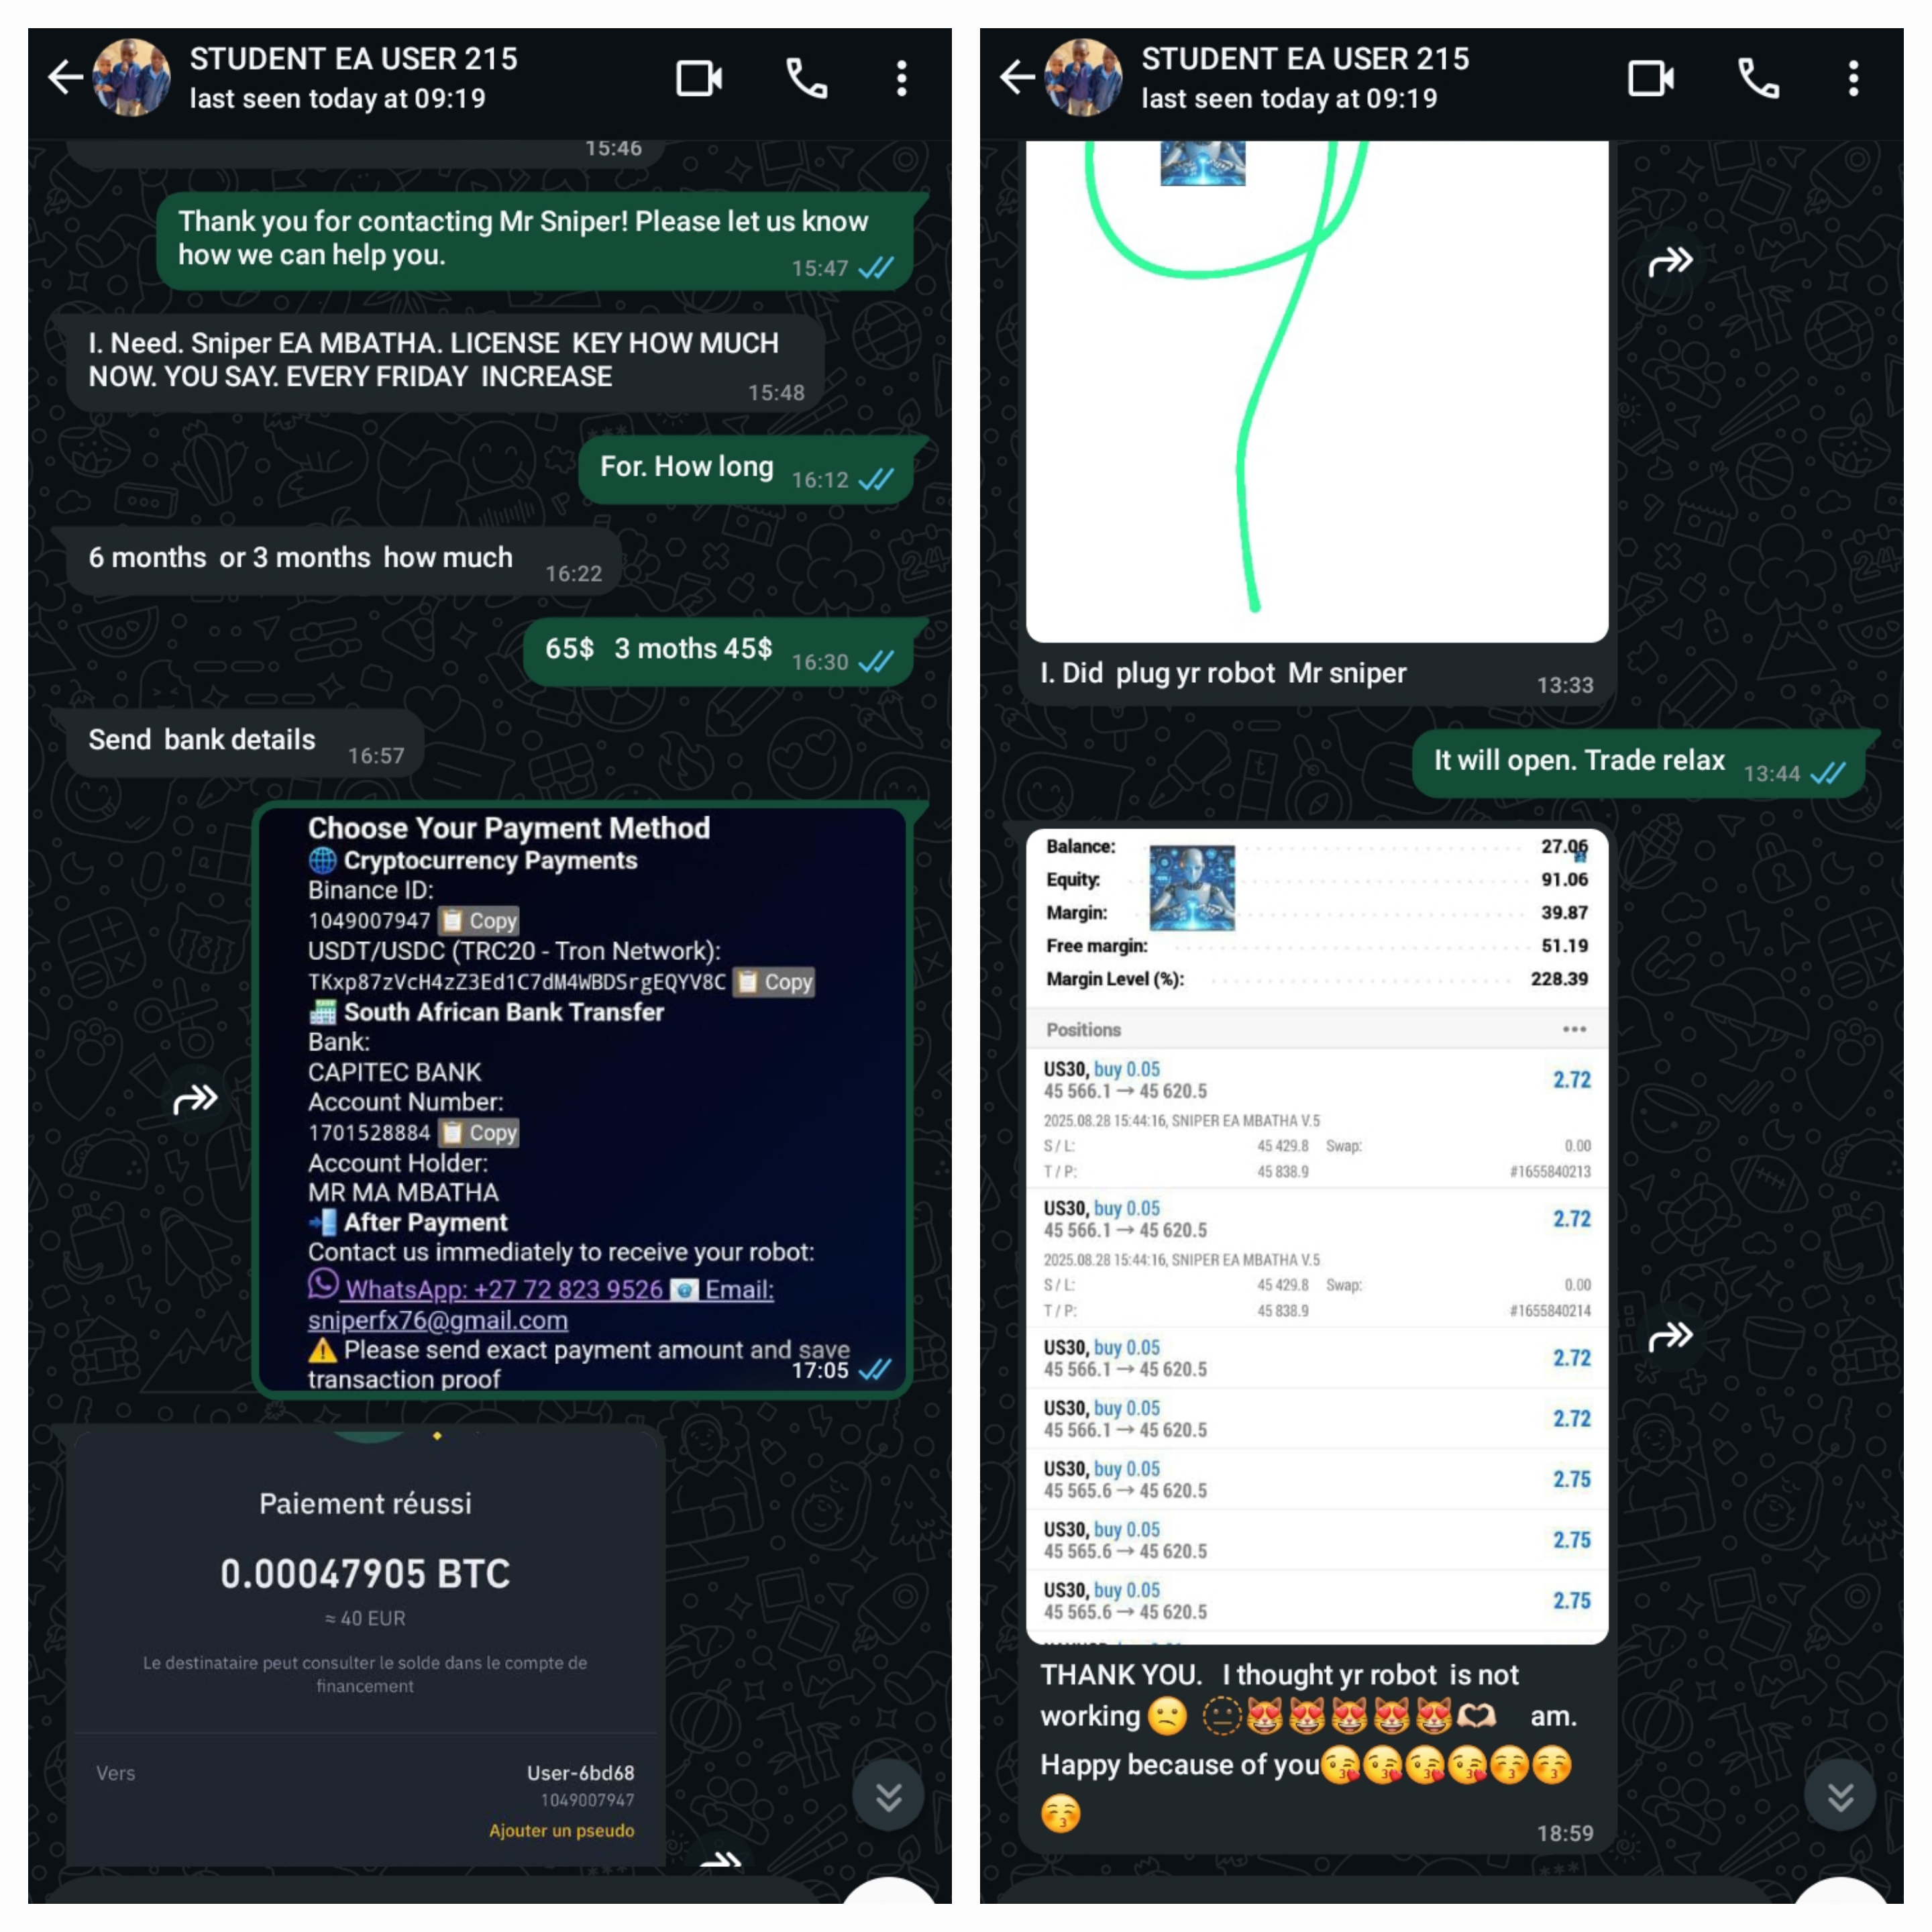 STUDENT EA USER 215
last seen today at 09:19
15:46
Thank you for contacting Mr Sniper! Please let us know
how we can help you.
15:47
I. Need. Sniper EA MBATHA. LICENSE  KEY HOW MUCH
NOW. YOU SAY. EVERY FRIDAY  INCREASE
15:48
For. How long
16:12
6 months  or 3 months  how much
16:22
65$   3 moths 45$
16:30
Send  bank details
16:57
Choose Your Payment Method
🌐 Cryptocurrency Payments
Binance ID:
1049007947 📋 Copy
USDT/USDC (TRC20 - Tron Network):
TKxp87zVcH4zZ3Ed1C7dM4WBDSrgEQYV8C 📋 Copy
🏦 South African Bank Transfer
Bank:
CAPITEC BANK
Account Number:
1701528884 📋 Copy
Account Holder:
MR MA MBATHA
📲 After Payment
Contact us immediately to receive your robot:
WhatsApp: +27 72 823 9526 📧 Email:
sniperfx76@gmail.com
⚠️ Please send exact payment amount and save
transaction proof
17:05
Paiement réussi
0.00047905 BTC
≈ 40 EUR
Le destinataire peut consulter le solde dans le compte de
financement
Vers
User-6bd68
1049007947
Ajouter un pseudo
STUDENT EA USER 215
last seen today at 09:19
I. Did  plug yr robot  Mr sniper
13:33
It will open. Trade relax
13:44
Balance: 27.06
Equity: 91.06
Margin: 39.87
Free margin: 51.19
Margin Level (%): 228.39
Positions
US30, buy 0.05 2.72
45 566.1 → 45 620.5
2025.08.28 15:44:16, SNIPER EA MBATHA V.5
S / L: 45 429.8 Swap: 0.00
T / P: 45 838.9 #1655840213
US30, buy 0.05 2.72
45 566.1 → 45 620.5
2025.08.28 15:44:16, SNIPER EA MBATHA V.5
S / L: 45 429.8 Swap: 0.00
T / P: 45 838.9 #1655840214
US30, buy 0.05 2.72
45 566.1 → 45 620.5
US30, buy 0.05 2.72
45 566.1 → 45 620.5
US30, buy 0.05 2.75
45 565.6 → 45 620.5
US30, buy 0.05 2.75
45 565.6 → 45 620.5
US30, buy 0.05 2.75
45 565.6 → 45 620.5
THANK YOU.   I thought yr robot  is not
working 😕 🫥😻😻😻😻😻🫶🏻    am.
Happy because of you😘😘😘😘😚😚
😚
18:59